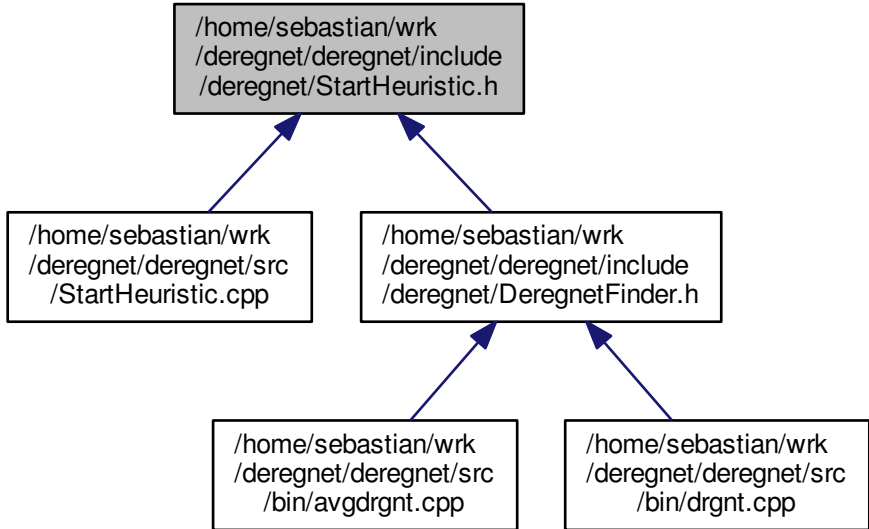 /home/sebastian/wrk
/deregnet/deregnet/include
/deregnet/StartHeuristic.h
/home/sebastian/wrk
/deregnet/deregnet/src
/StartHeuristic.cpp
/home/sebastian/wrk
/deregnet/deregnet/include
/deregnet/DeregnetFinder.h
/home/sebastian/wrk
/deregnet/deregnet/src
/bin/avgdrgnt.cpp
/home/sebastian/wrk
/deregnet/deregnet/src
/bin/drgnt.cpp